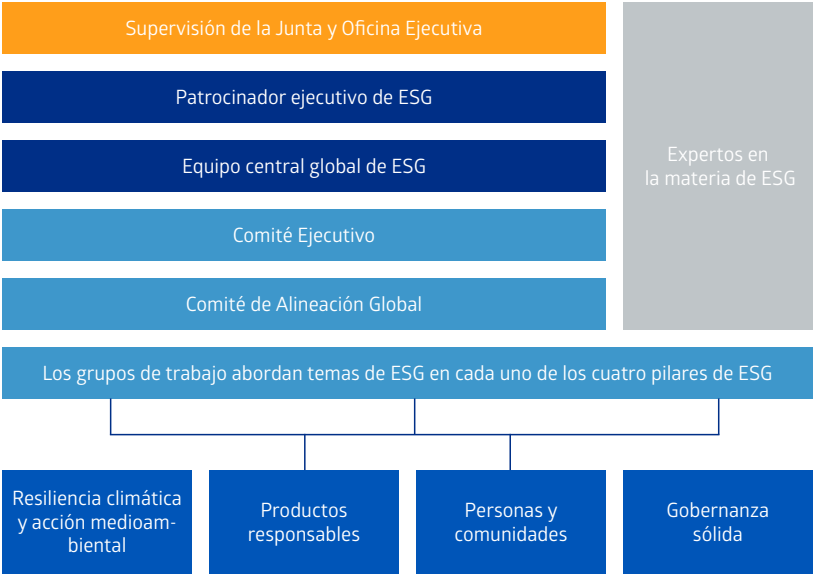 Supervisión de la Junta y Oficina Ejecutiva
Patrocinador ejecutivo de ESG
Equipo central global de ESG
Expertos en
la materia de ESG
Comité Ejecutivo
Comité de Alineación Global
Los grupos de trabajo abordan temas de ESG en cada uno de los cuatro pilares de ESG
Resiliencia climática
y acción medioam-
biental
Productos
responsables
Personas y
comunidades
Gobernanza
sólida